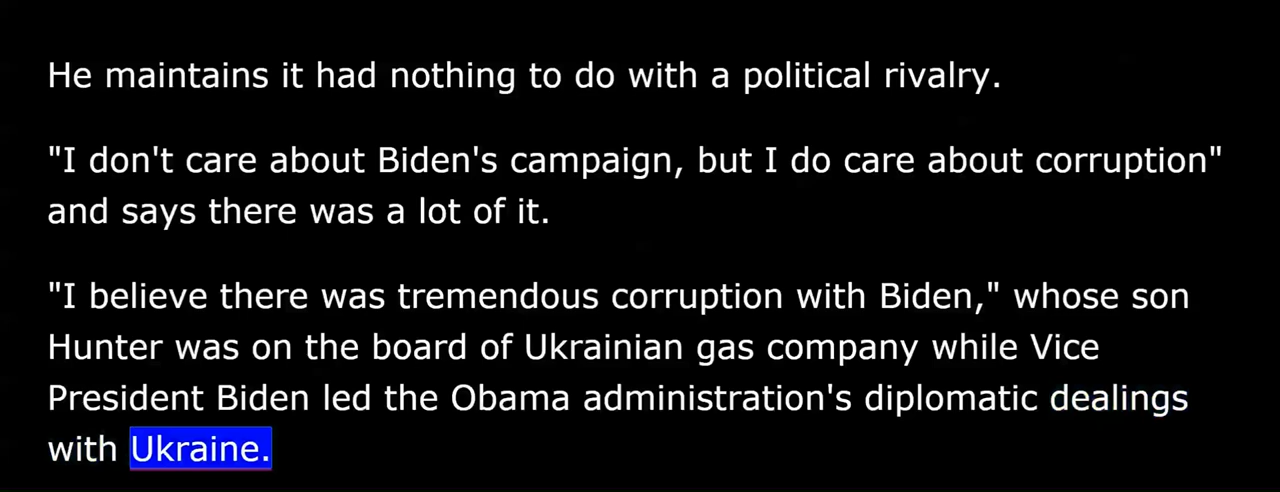 He maintains it had nothing to do with a political rivalry.
"I don't care about Biden's campaign, but I do care about corruption"
and says there was a lot of it.
"I believe there was tremendous corruption with Biden," whose son
Hunter was on the board of Ukrainian gas company while Vice
President Biden led the Obama administration's diplomatic dealings
with Ukraine.